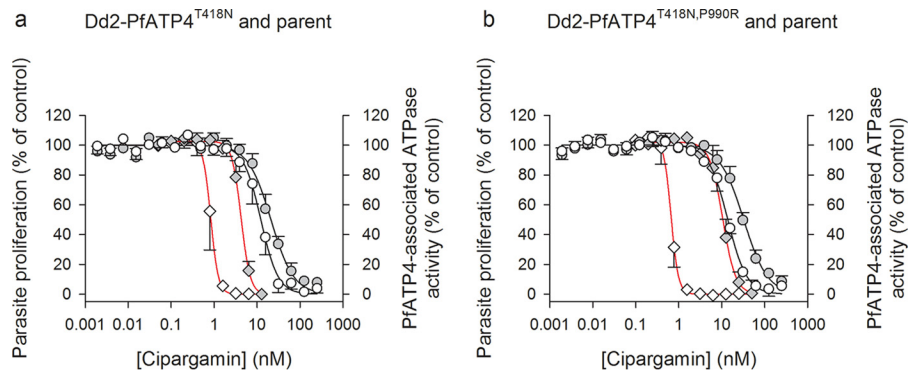 a Dd2-PfATP4^T418N and parent
120
100
80
60
40
20
0
Parasite proliferation (% of control)
120
100
80
60
40
20
0
PfATP4-associated ATPase
activity (% of control)
0.001 0.01 0.1 1 10 100 1000
[Cipargamin] (nM)
b Dd2-PfATP4^T418N,P990R and parent
120
100
80
60
40
20
0
Parasite proliferation (% of control)
120
100
80
60
40
20
0
PfATP4-associated ATPase
activity (% of control)
0.001 0.01 0.1 1 10 100 1000
[Cipargamin] (nM)